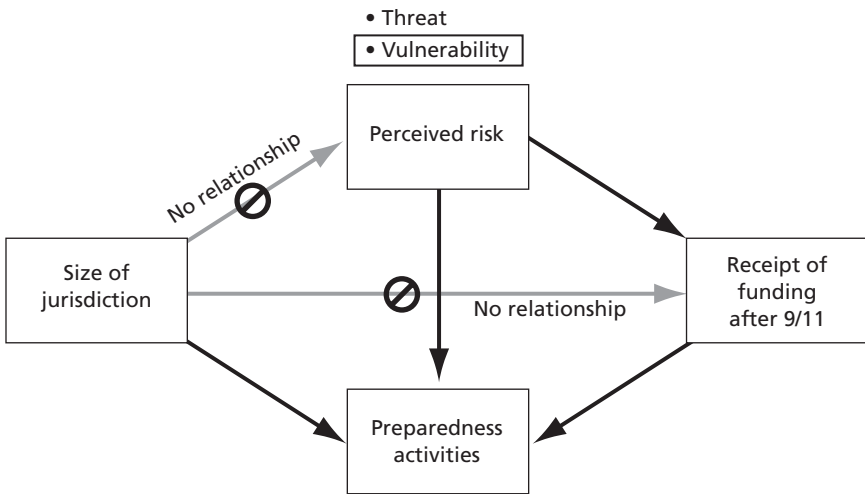 • Threat
• Vulnerability
Perceived risk
No relationship
Size of
jurisdiction
Receipt of
funding
after 9/11
No relationship
Preparedness
activities